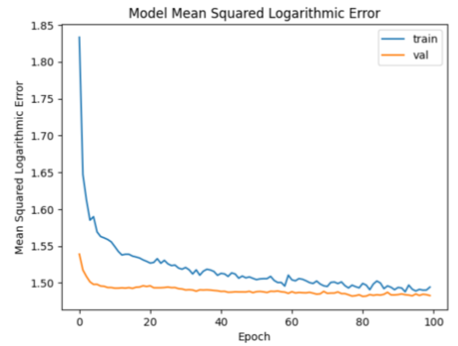 Model Mean Squared Logarithmic Error
1.85
1.80
1.75
1.70
1.65
1.60
1.55
1.50
Mean Squared Logarithmic Error
train
val
0 20 40 60 80 100
Epoch